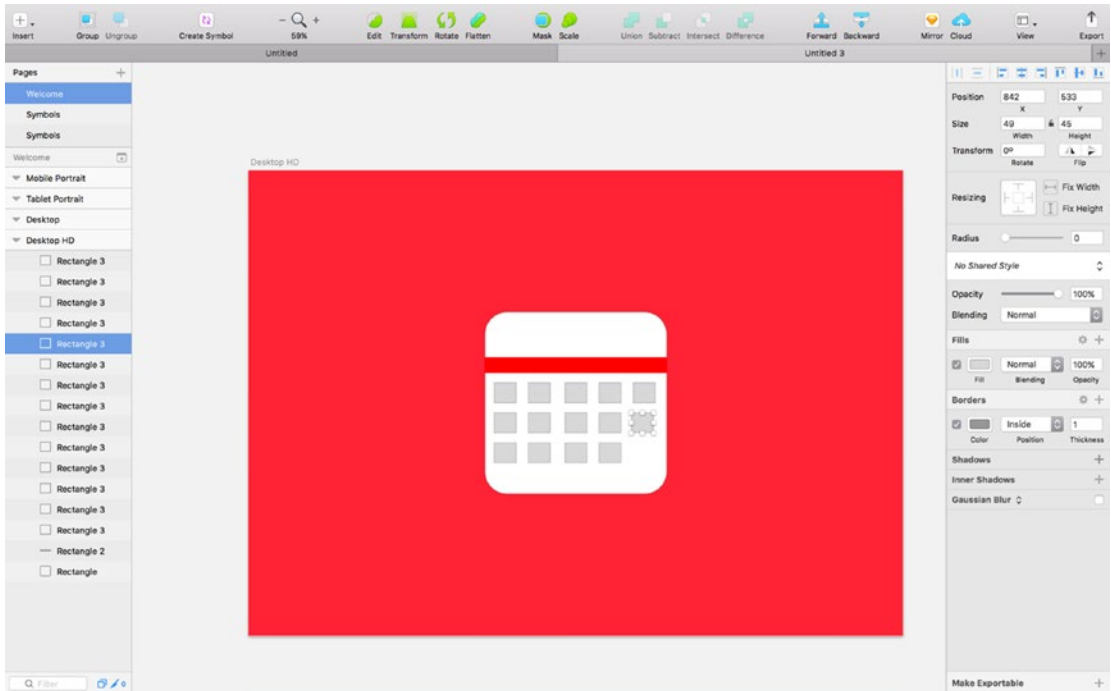 Insert Group Ungroup Create Symbol 59% Edit Transform Rotate Flatten Mask Scale Union Subtract Intersect Difference Forward Backward Mirror Cloud View Export
Untitled Untitled 3
Pages
Welcome
Symbols
Symbols
Welcome
Mobile Portrait
Tablet Portrait
Desktop
Desktop HD
Rectangle 3
Rectangle 3
Rectangle 3
Rectangle 3
Rectangle 3
Rectangle 3
Rectangle 3
Rectangle 3
Rectangle 3
Rectangle 3
Rectangle 3
Rectangle 3
Rectangle 3
Rectangle 3
Rectangle 2
Rectangle
Filter
Desktop HD
Position 842 533
X Y
Size 49 45
Width Height
Transform 0º
Rotate Flip
Resizing Fix Width
Fix Height
Radius 0
No Shared Style
Opacity 100%
Blending Normal
Fills
Normal 100%
Fill Blending Opacity
Borders
Inside 1
Color Position Thickness
Shadows
Inner Shadows
Gaussian Blur
Make Exportable